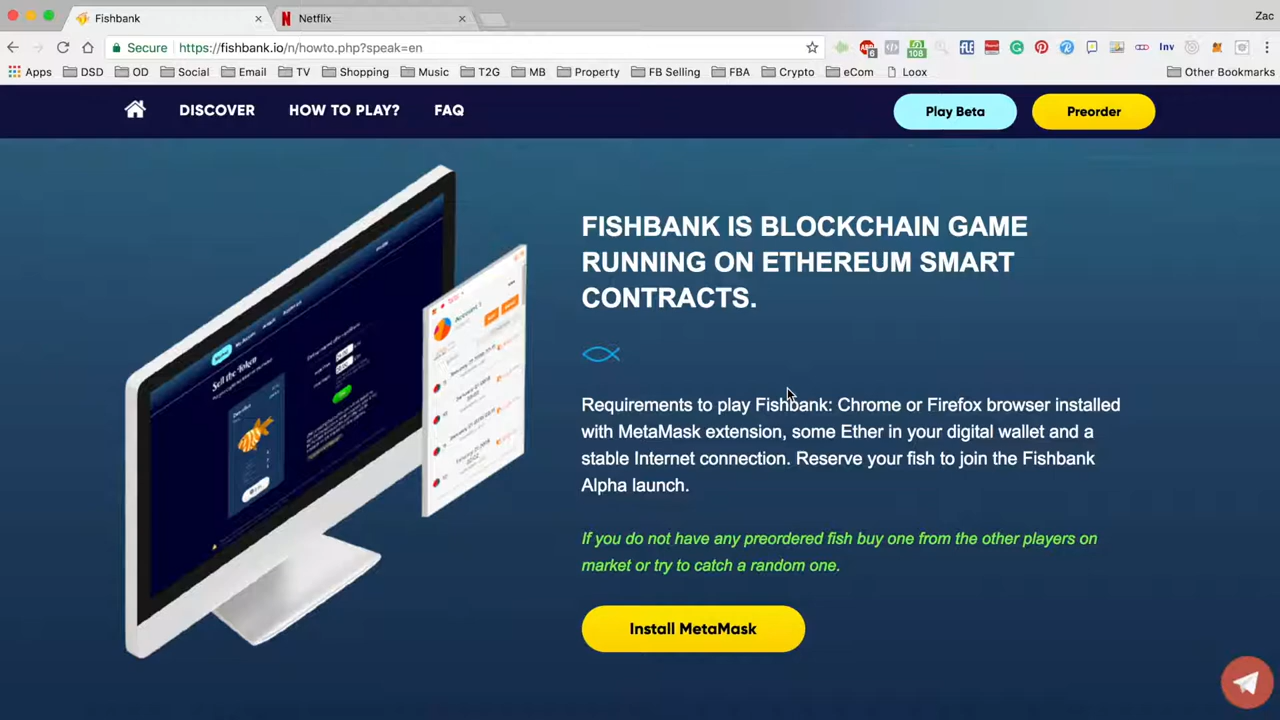 Fishbank
Netflix
Zac
Secure https://fishbank.io/n/howto.php?speak=en
6
108
Inv
Apps DSD OD Social Email TV Shopping Music T2G MB Property FB Selling FBA Crypto eCom Loox Other Bookmarks
DISCOVER HOW TO PLAY? FAQ Play Beta Preorder
FISHBANK IS BLOCKCHAIN GAME
RUNNING ON ETHEREUM SMART
CONTRACTS.
Requirements to play Fishbank: Chrome or Firefox browser installed
with MetaMask extension, some Ether in your digital wallet and a
stable Internet connection. Reserve your fish to join the Fishbank
Alpha launch.
If you do not have any preordered fish buy one from the other players on
market or try to catch a random one.
Install MetaMask
Sell the Token
Account 1